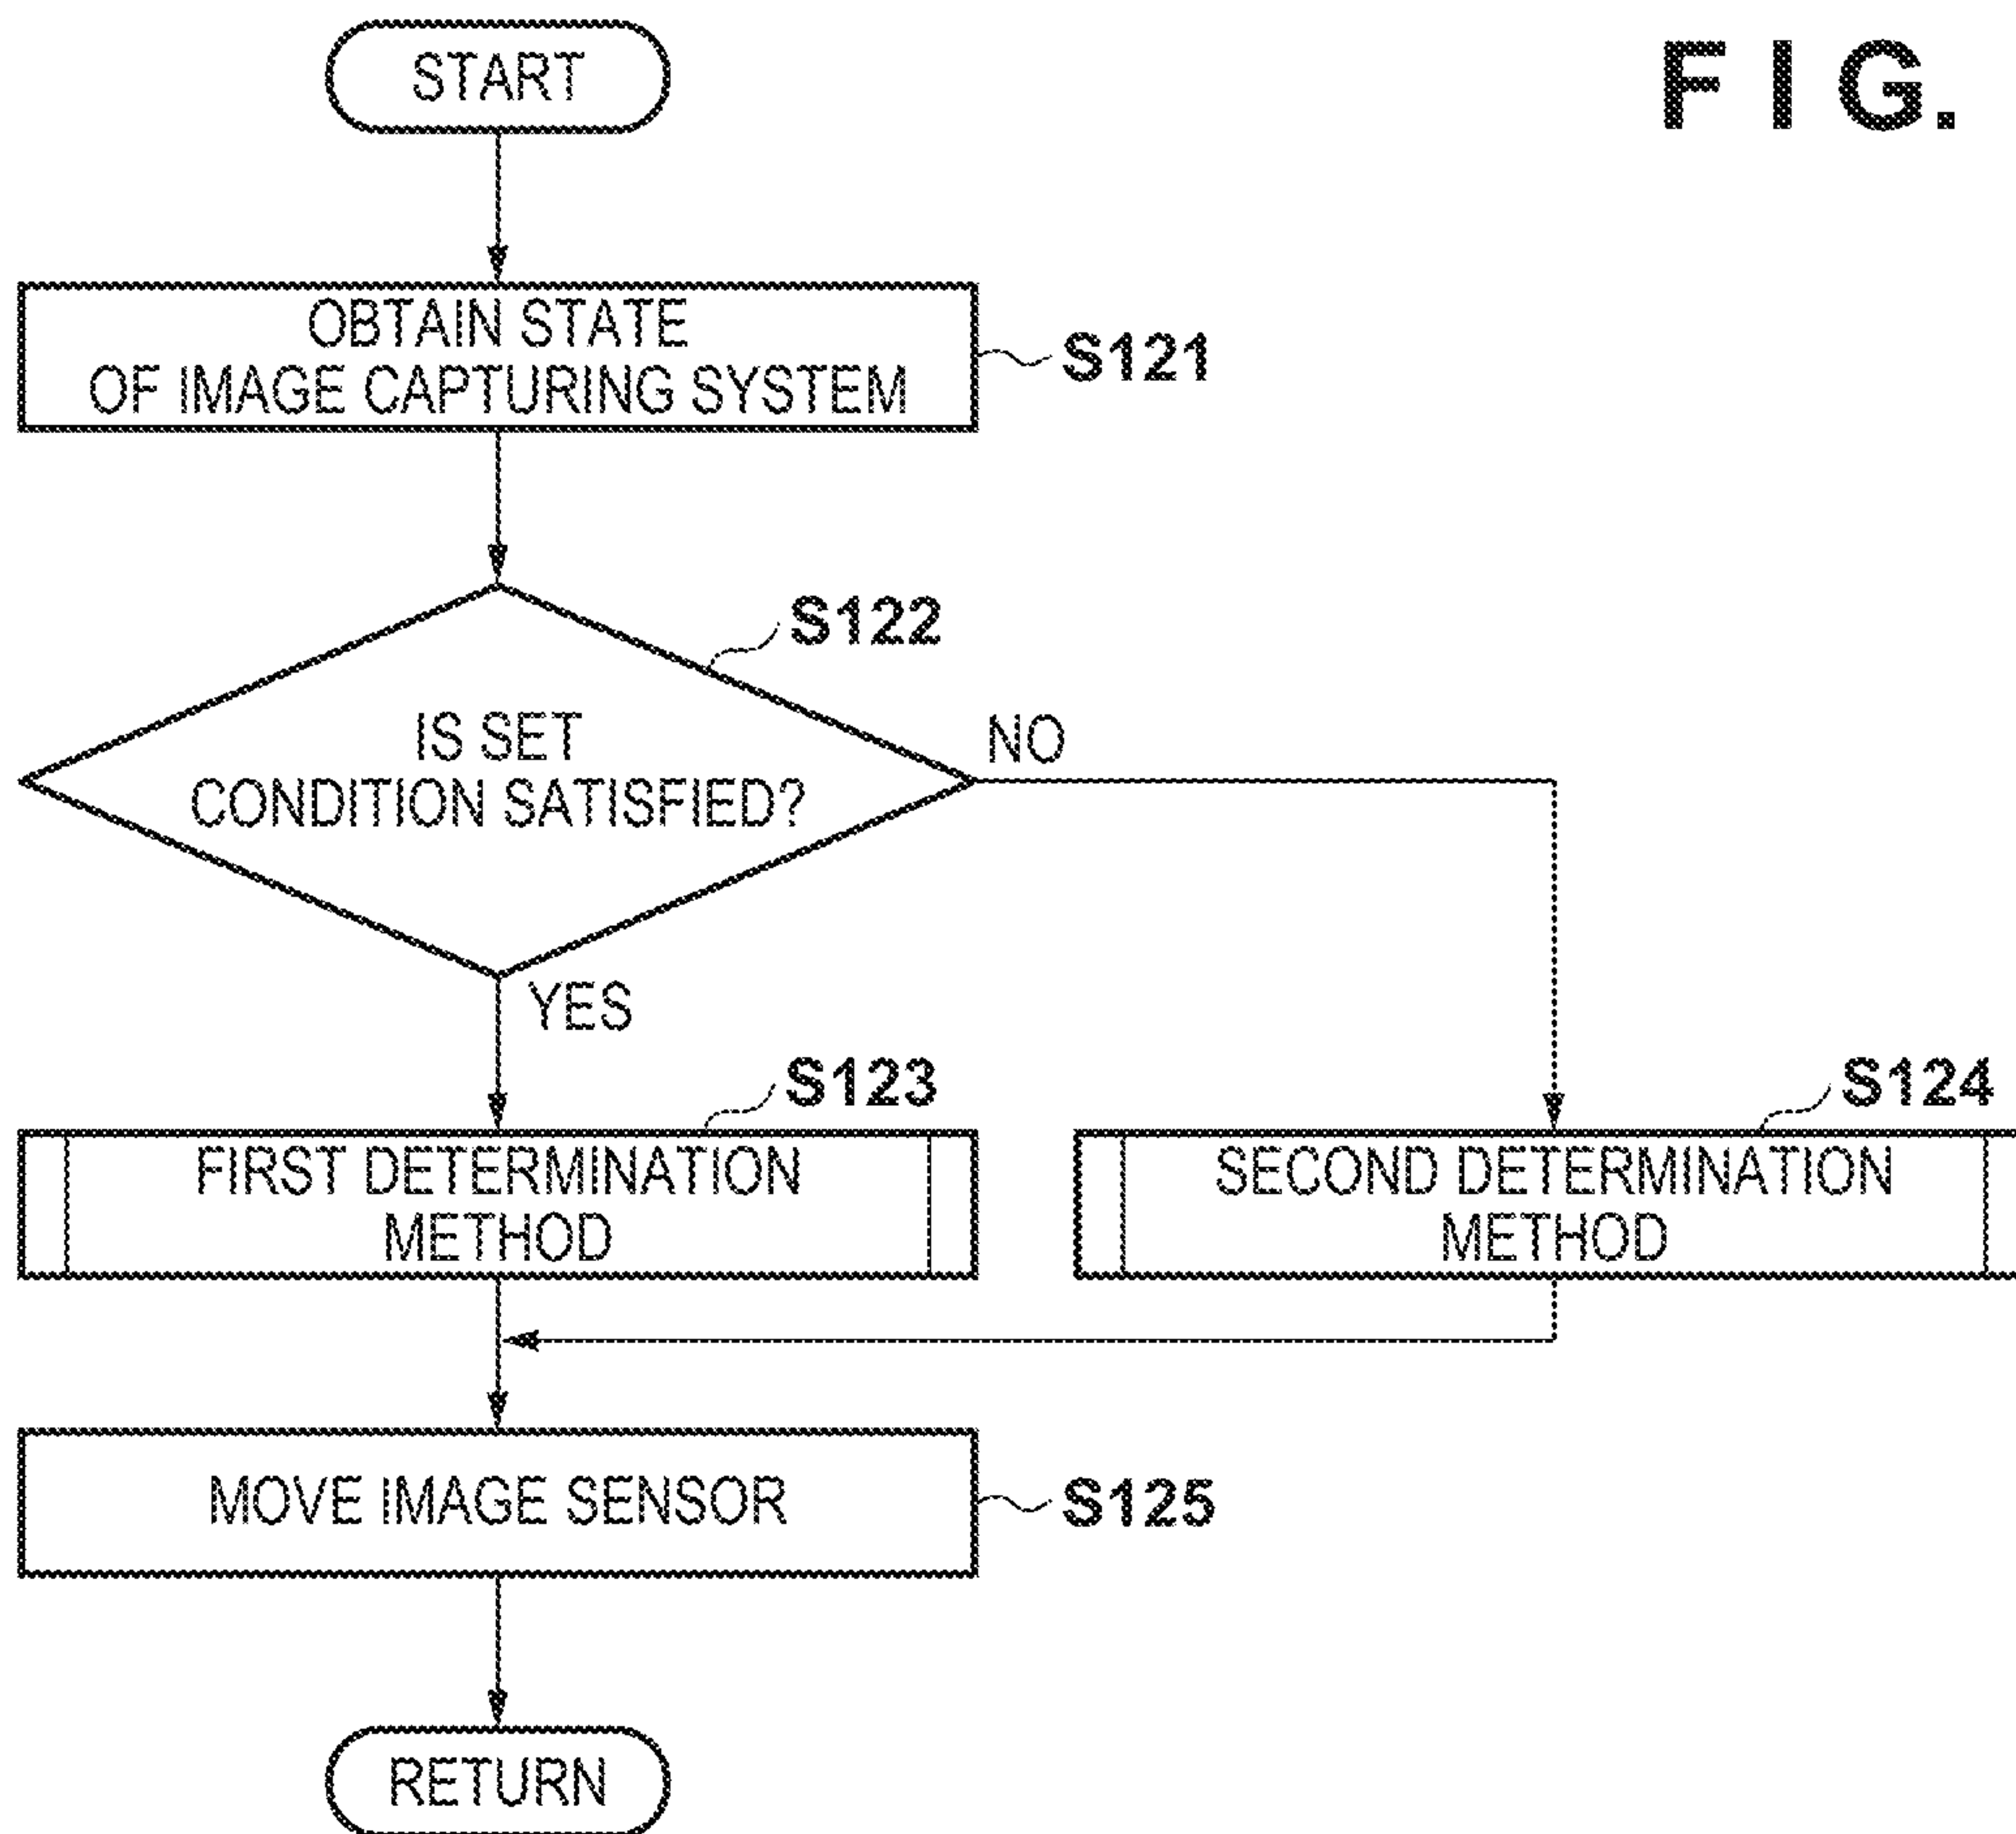 START
FIG.
OBTAIN STATE
OF IMAGE CAPTURING SYSTEM
S121
S122
IS SET
CONDITION SATISFIED?
NO
YES
S123
S124
FIRST DETERMINATION
METHOD
SECOND DETERMINATION
METHOD
MOVE IMAGE SENSOR
S125
RETURN